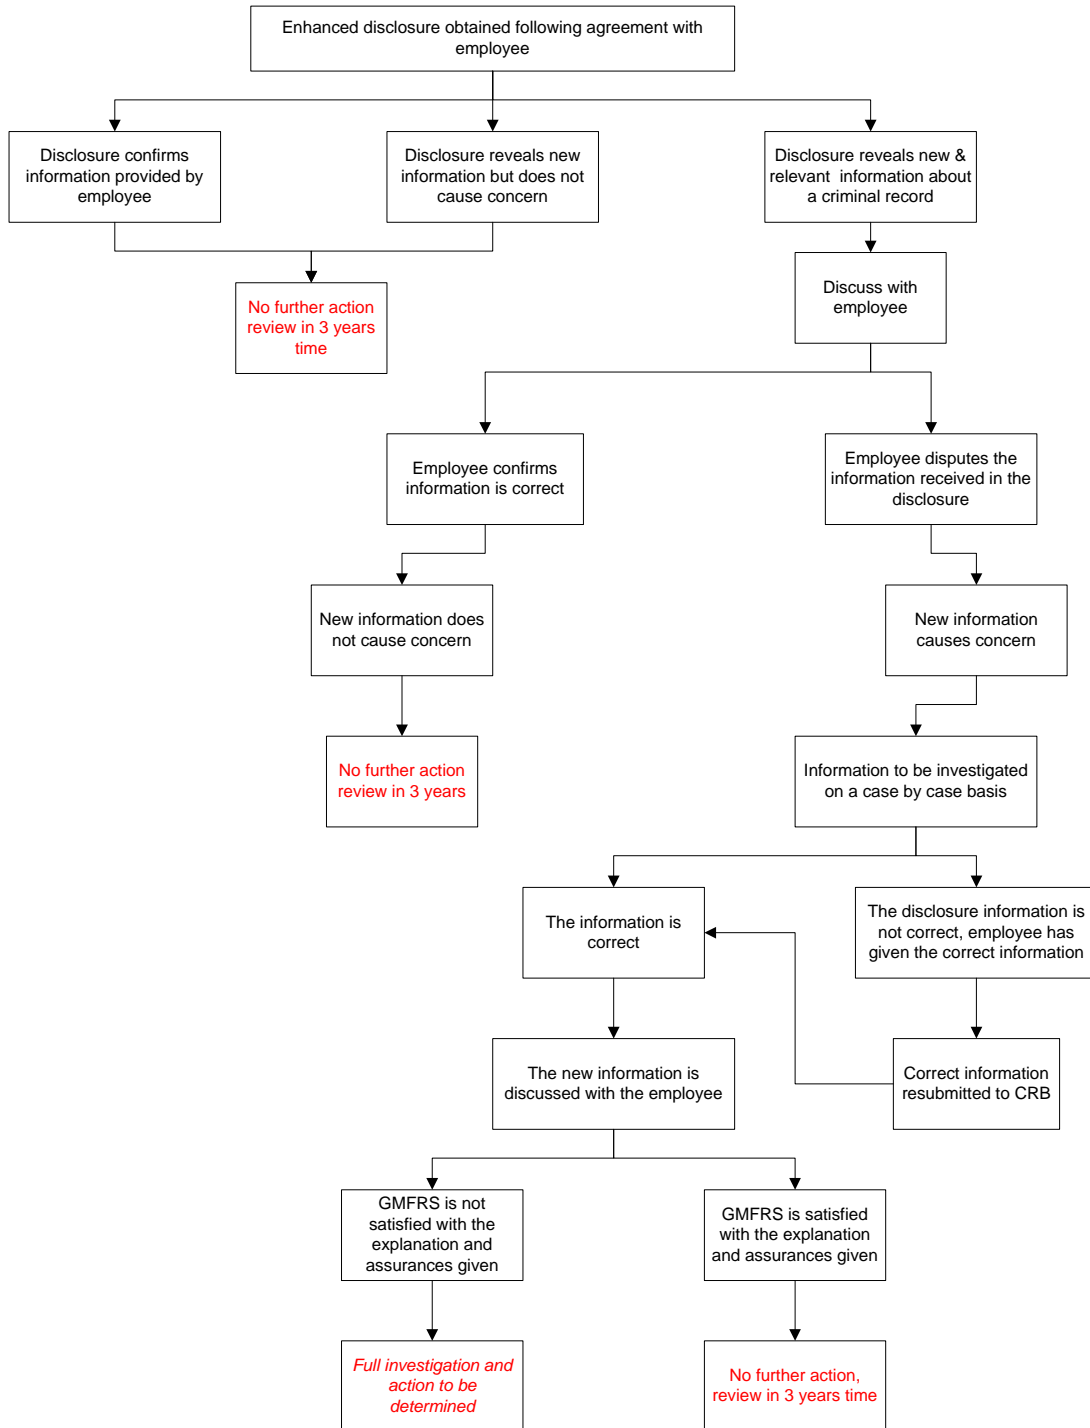 Enhanced disclosure obtained following agreement with
employee
Disclosure confirms
information provided by
employee
Disclosure reveals new
information but does not
cause concern
Disclosure reveals new &
relevant information about
a criminal record
No further action
review in 3 years
time
Discuss with
employee
Employee confirms
information is correct
Employee disputes the
information received in the
disclosure
New information does
not cause concern
New information
causes concern
No further action
review in 3 years
Information to be investigated
on a case by case basis
The information is
correct
The disclosure information is
not correct, employee has
given the correct information
The new information is
discussed with the employee
Correct information
resubmitted to CRB
GMFRS is not
satisfied with the
explanation and
assurances given
GMFRS is satisfied
with the explanation
and assurances given
Full investigation and
action to be
determined
No further action,
review in 3 years time